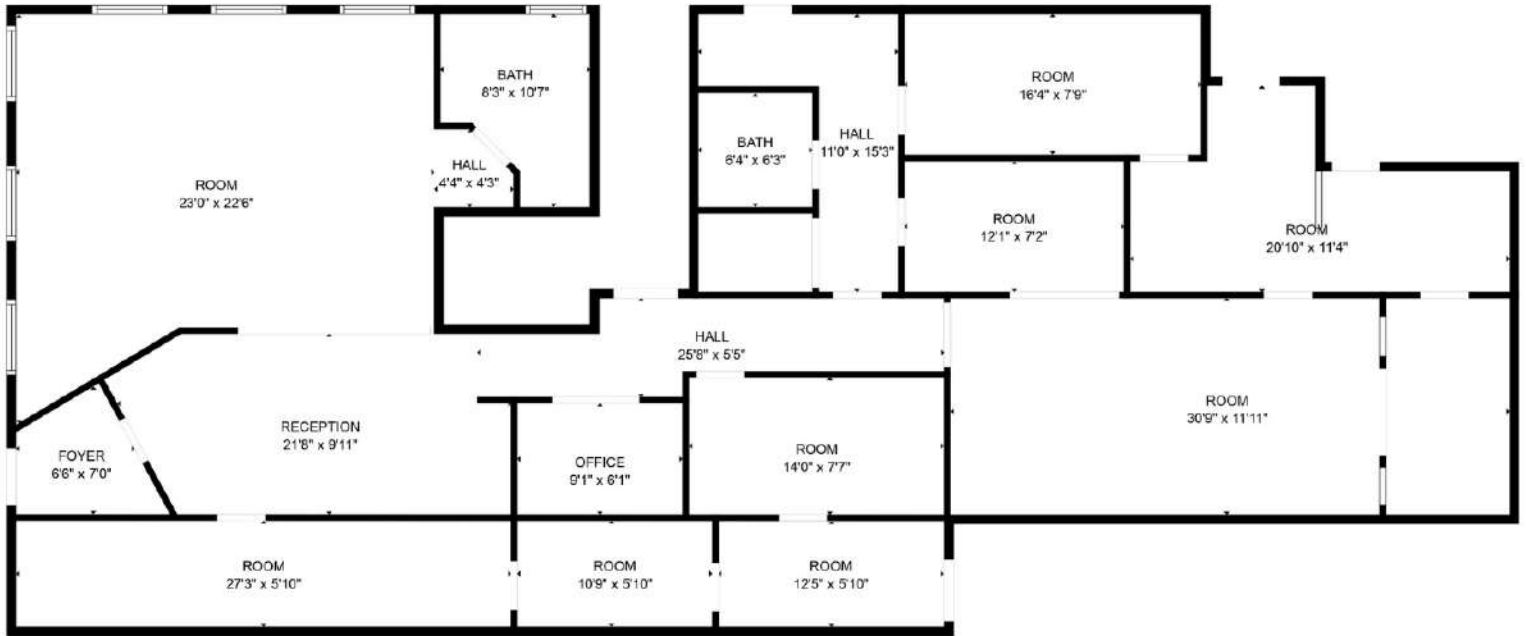 BATH
8'3" x 10'7"
ROOM
16'4" x 7'9"
BATH
6'4" x 6'3"
HALL
11'0" x 15'3"
HALL
4'4" x 4'3"
ROOM
23'0" x 22'6"
ROOM
12'1" x 7'2"
ROOM
20'10" x 11'4"
HALL
25'8" x 5'5"
ROOM
30'9" x 11'11"
RECEPTION
21'8" x 9'11"
FOYER
6'6" x 7'0"
OFFICE
9'1" x 6'1"
ROOM
14'0" x 7'7"
ROOM
27'3" x 5'10"
ROOM
10'9" x 5'10"
ROOM
12'5" x 5'10"